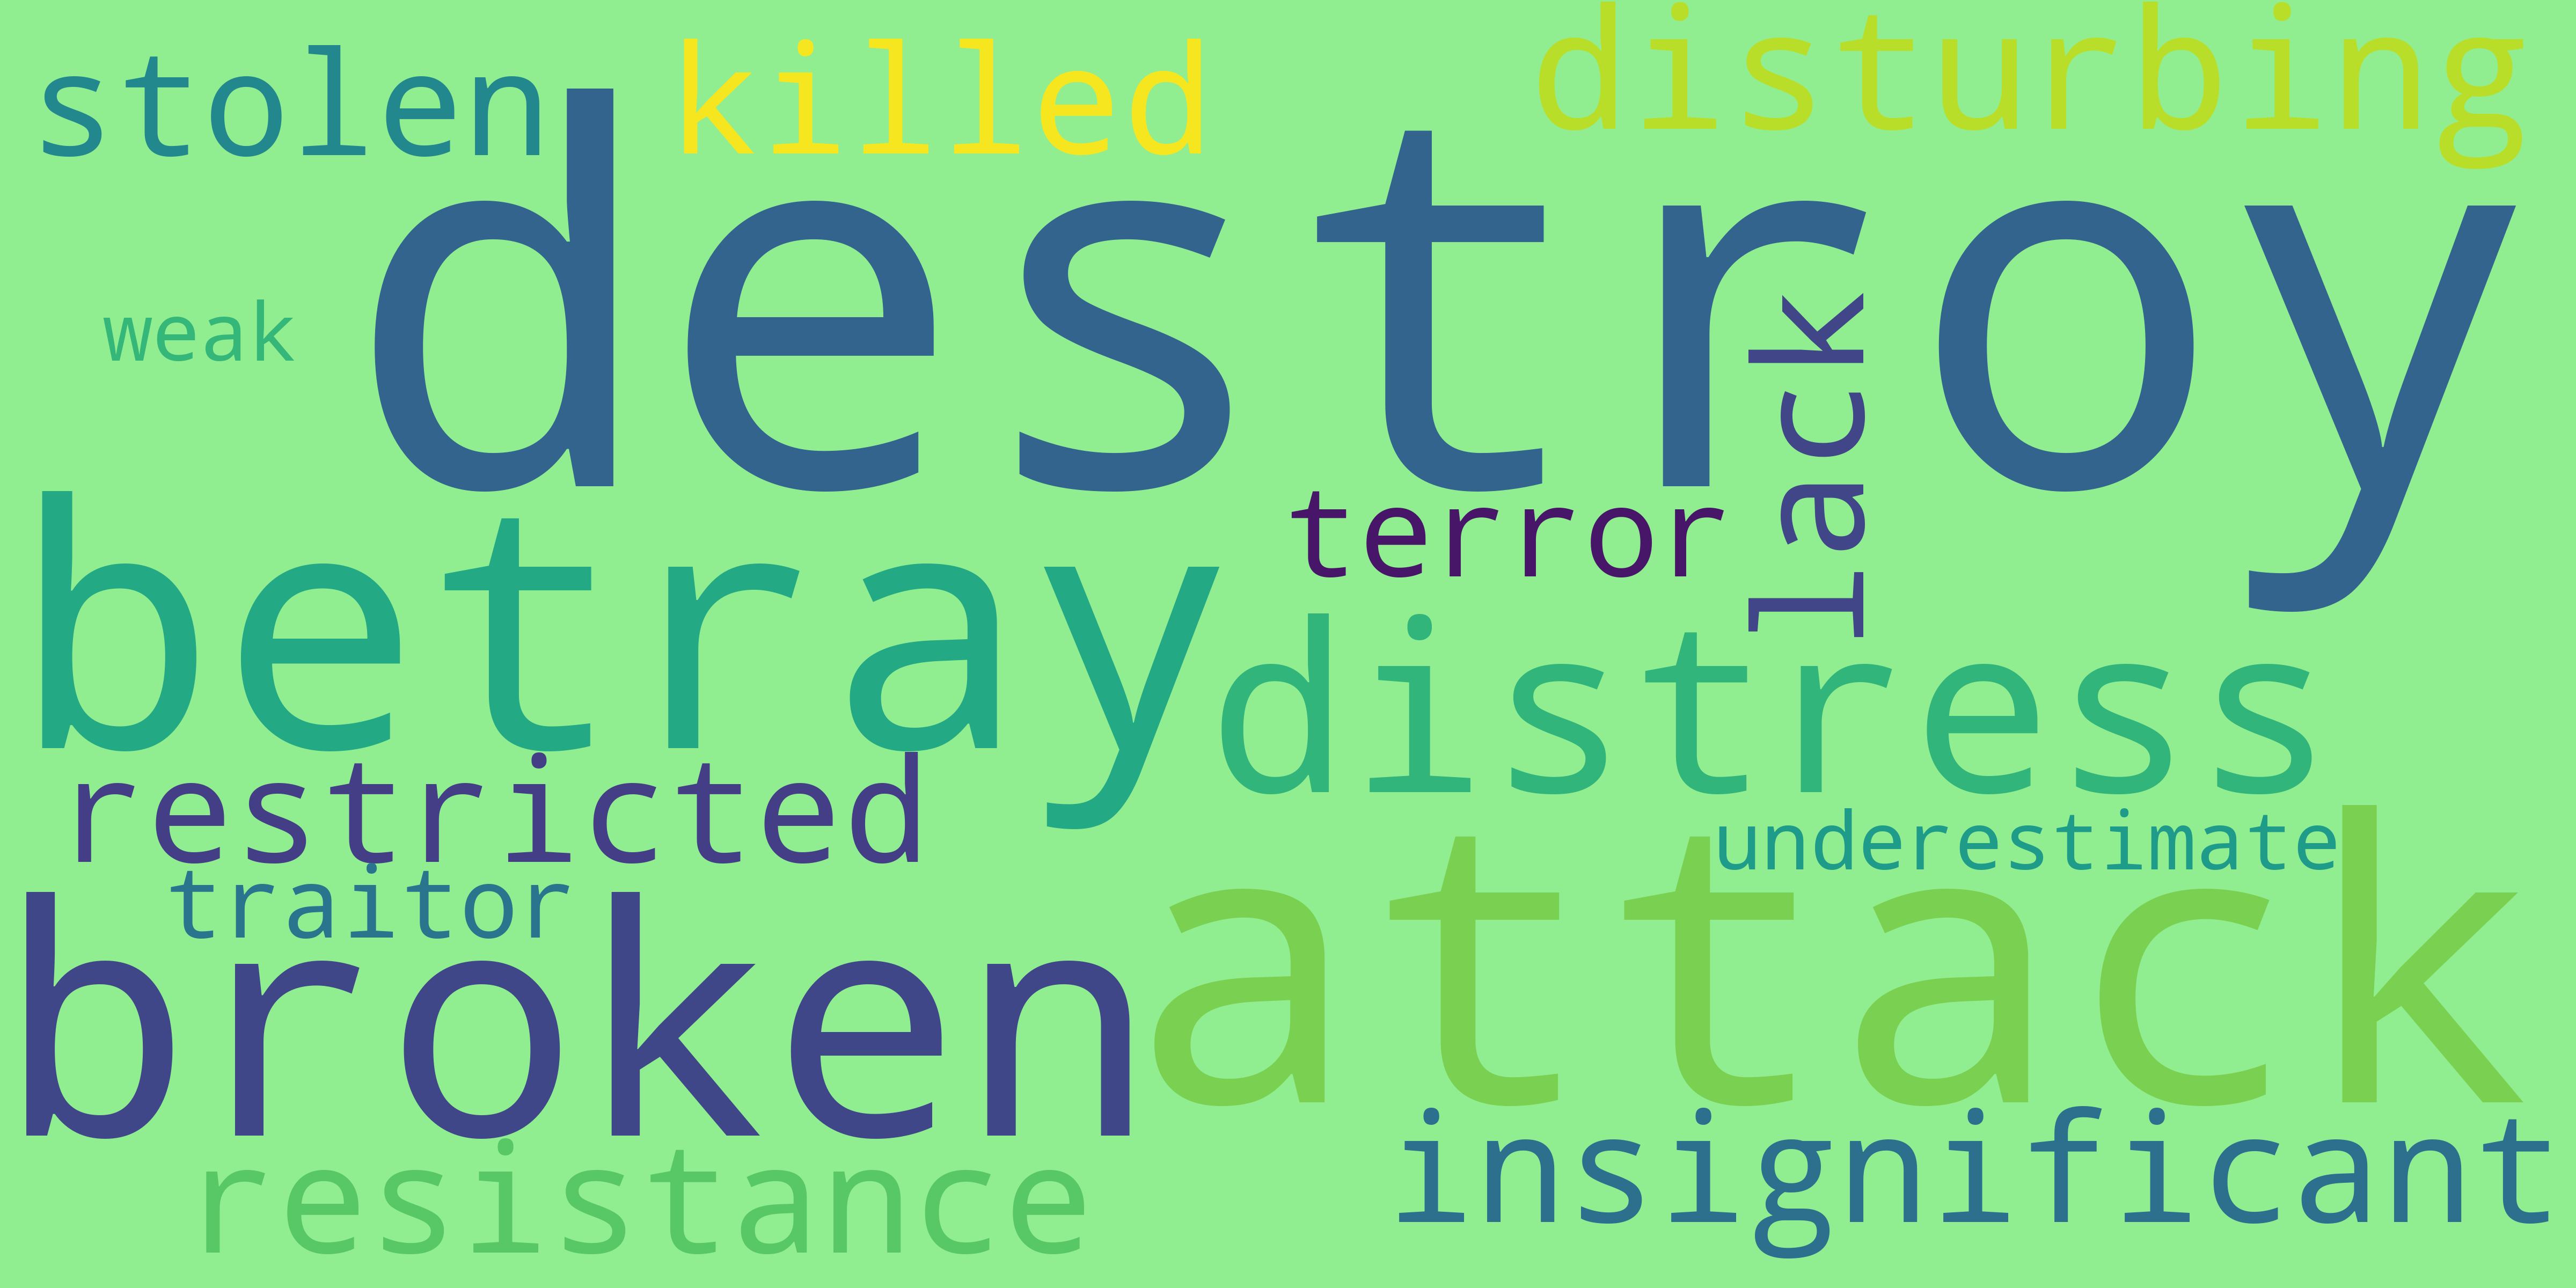 stolen
killed
disturbing
destroy
weak
lack
betray
terror
distress
restricted
underestimate
traitor
attack
broken
resistance
insignificant